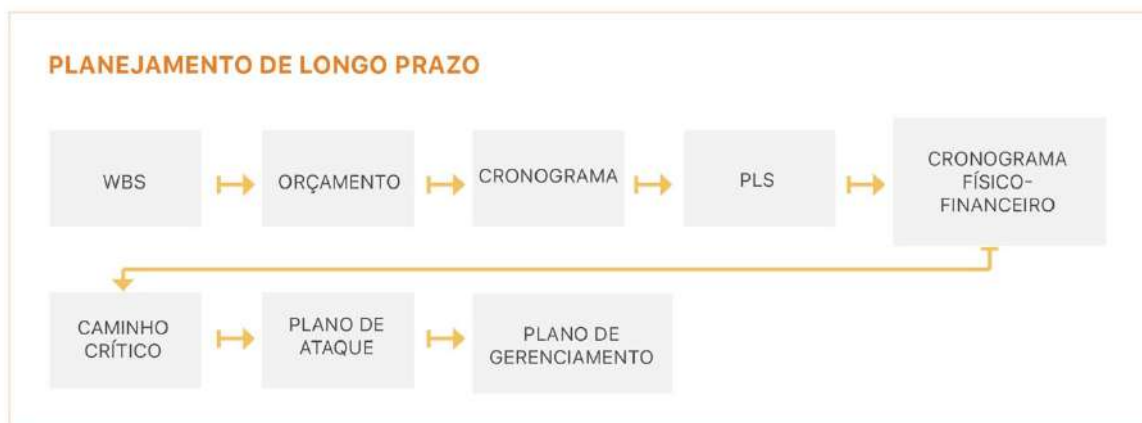 PLANEJAMENTO DE LONGO PRAZO
WBS
ORÇAMENTO
CRONOGRAMA
PLS
CRONOGRAMA
FÍSICO-
FINANCEIRO
CAMINHO
CRÍTICO
PLANO DE
ATAQUE
PLANO DE
GERENCIAMENTO